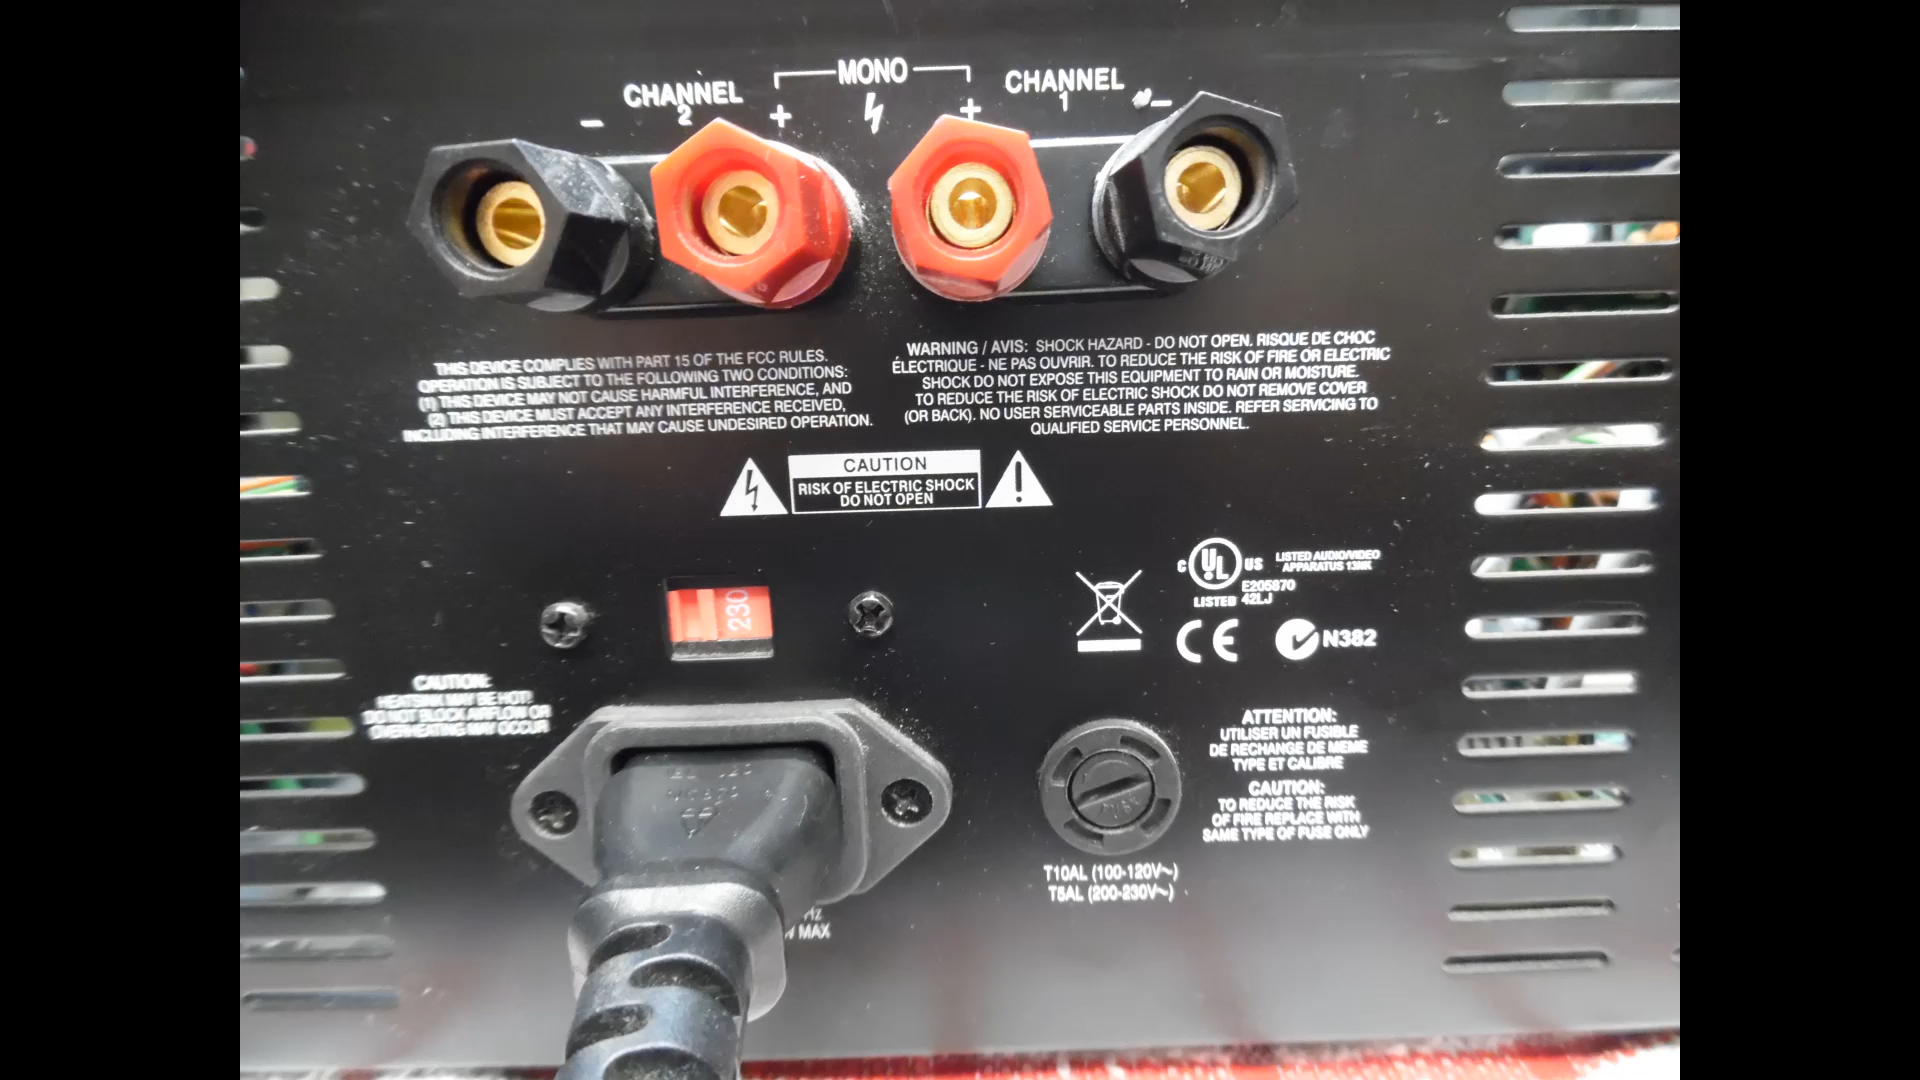 MONO
CHANNEL
2
CHANNEL
1
- + + -
THIS DEVICE COMPLIES WITH PART 15 OF THE FCC RULES.
OPERATION IS SUBJECT TO THE FOLLOWING TWO CONDITIONS:
(1) THIS DEVICE MAY NOT CAUSE HARMFUL INTERFERENCE, AND
(2) THIS DEVICE MUST ACCEPT ANY INTERFERENCE RECEIVED,
INCLUDING INTERFERENCE THAT MAY CAUSE UNDESIRED OPERATION.
WARNING / AVIS: SHOCK HAZARD - DO NOT OPEN. RISQUE DE CHOC
ÉLECTRIQUE - NE PAS OUVRIR. TO REDUCE THE RISK OF FIRE OR ELECTRIC
SHOCK DO NOT EXPOSE THIS EQUIPMENT TO RAIN OR MOISTURE.
TO REDUCE THE RISK OF ELECTRIC SHOCK DO NOT REMOVE COVER
(OR BACK). NO USER SERVICEABLE PARTS INSIDE. REFER SERVICING TO
QUALIFIED SERVICE PERSONNEL.
CAUTION
RISK OF ELECTRIC SHOCK
DO NOT OPEN
230
C UL US
LISTED
LISTED AUDIO/VIDEO
APPARATUS 13NK
E205870
42LJ
CE
N382
CAUTION:
HEATSINK MAY BE HOT!
DO NOT BLOCK AIRFLOW OR
OVERHEATING MAY OCCUR
ATTENTION:
UTILISER UN FUSIBLE
DE RECHANGE DE MEME
TYPE ET CALIBRE
CAUTION:
TO REDUCE THE RISK
OF FIRE REPLACE WITH
SAME TYPE OF FUSE ONLY
T10AL (100-120V~)
T5AL (200-230V~)
Hz
MAX